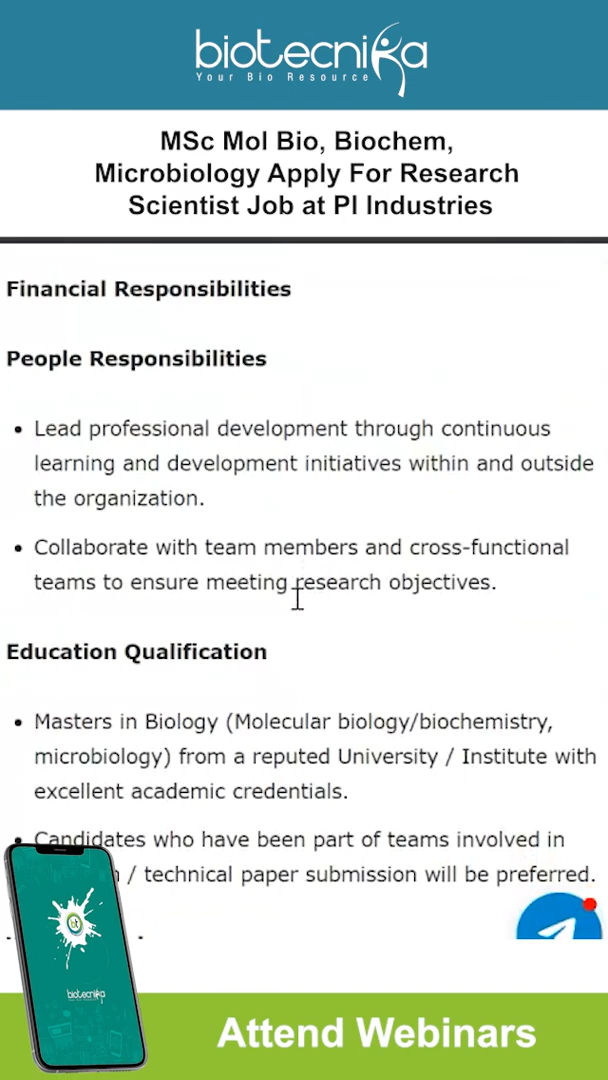 biotecnika
Your Bio Resource
MSc Mol Bio, Biochem,
Microbiology Apply For Research
Scientist Job at PI Industries
Financial Responsibilities
People Responsibilities
• Lead professional development through continuous
learning and development initiatives within and outside
the organization.
• Collaborate with team members and cross-functional
teams to ensure meeting research objectives.
Education Qualification
• Masters in Biology (Molecular biology/biochemistry,
microbiology) from a reputed University / Institute with
excellent academic credentials.
• Candidates who have been part of teams involved in
/ technical paper submission will be preferred.
bt
biotecnika
Attend Webinars